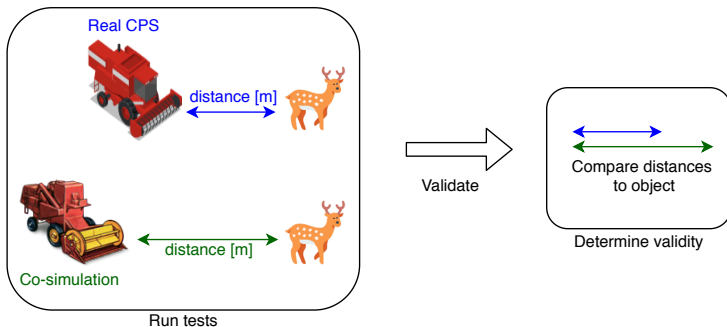 Real CPS
distance [m]
distance [m]
Co-simulation
Run tests
Validate
Compare distances
to object
Determine validity